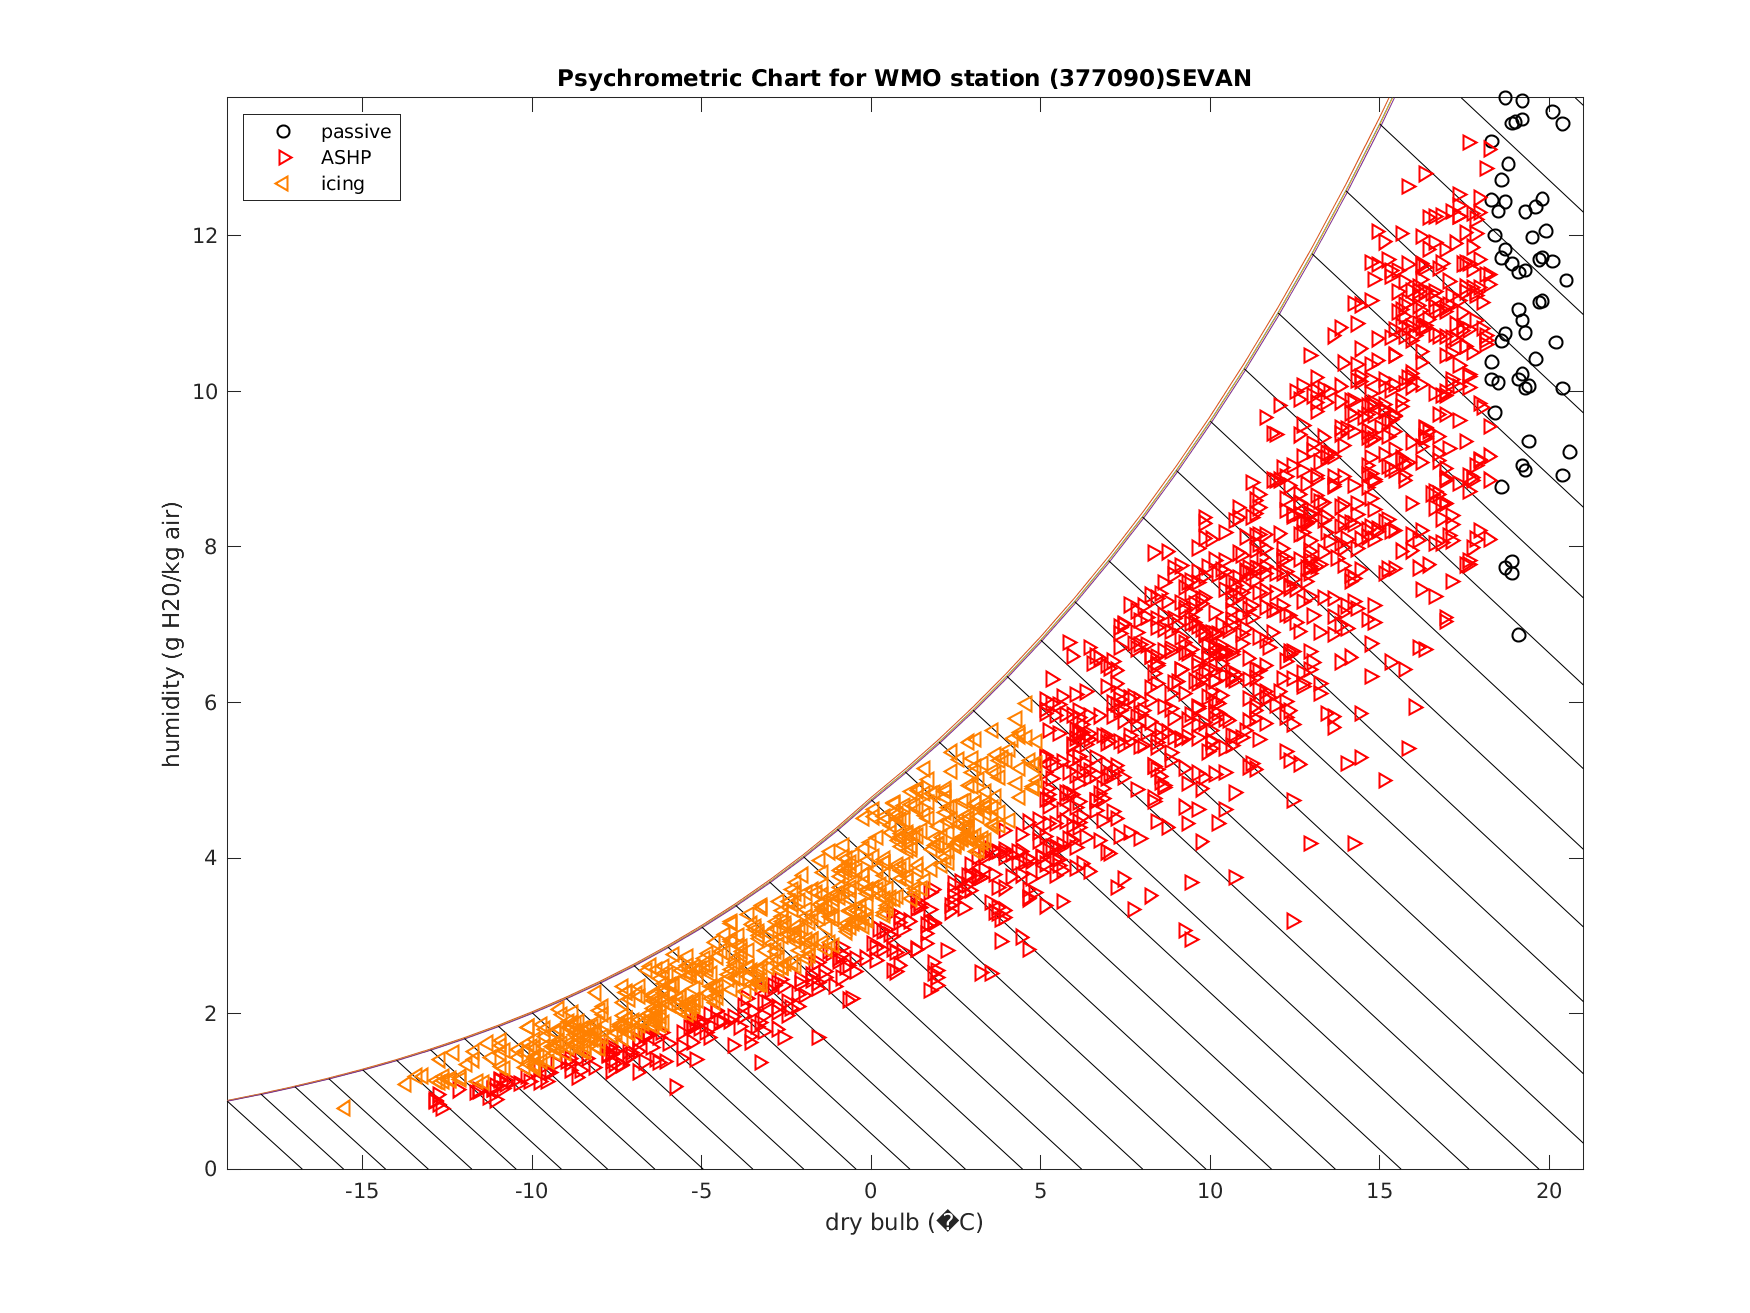 Psychrometric Chart for WMO station (377090)SEVAN
passive
ASHP
icing
humidity (g H20/kg air)
12
10
8
6
4
2
0
-15 -10 -5 0 5 10 15 20
dry bulb (�C)